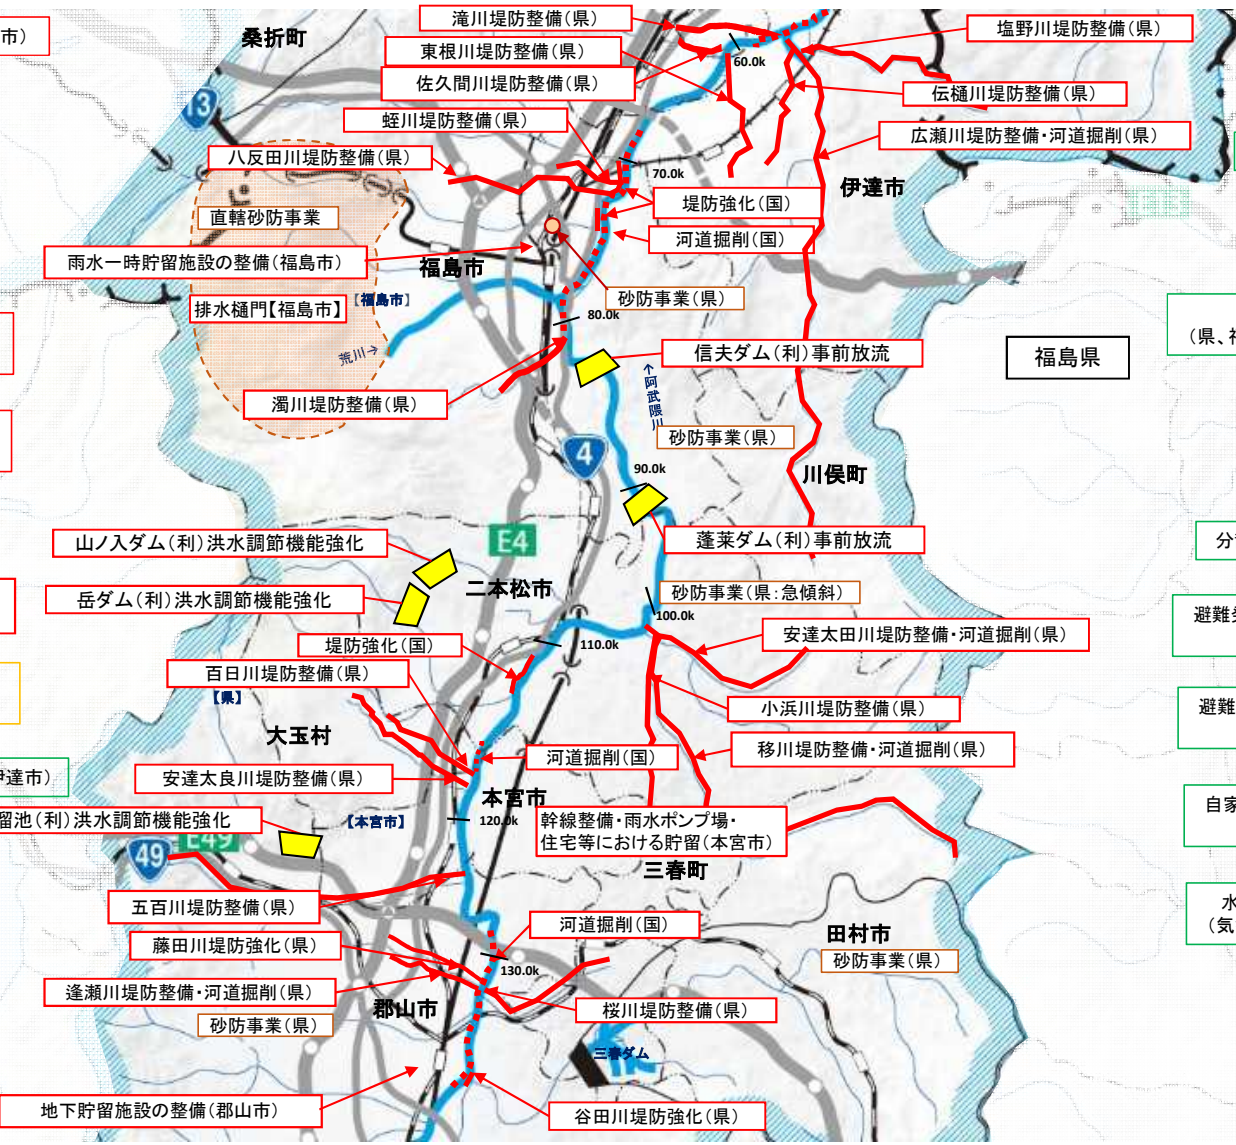 滝川堤防整備(県)
塩野川堤防整備(県)
市)
桑折町
東根川堤防整備(県)
60.0k
佐久間川堤防整備(県)
伝樋川堤防整備(県)
13
蛭川堤防整備(県)
広瀬川堤防整備・河道掘削(県)
八反田川堤防整備(県)
70.0k
伊達市
堤防強化(国)
直轄砂防事業
河道掘削(国)
雨水一時貯留施設の整備(福島市)
福島市
排水樋門【福島市】
【福島市】
砂防事業(県)
80.0k
(県、福
荒川→
信夫ダム(利)事前放流
福島県
濁川堤防整備(県)
←阿武隈川
砂防事業(県)
4
90.0k
川俣町
E4
蓬莱ダム(利)事前放流
山ノ入ダム(利)洪水調節機能強化
二本松市
砂防事業(県:急傾斜)
岳ダム(利)洪水調節機能強化
100.0k
堤防強化(国)
110.0k
安達太田川堤防整備・河道掘削(県)
百日川堤防整備(県)
【県】
小浜川堤防整備(県)
避難
大玉村
河道掘削(国)
移川堤防整備・河道掘削(県)
伊達市)
安達太良川堤防整備(県)
本宮市
自家
溜池(利)洪水調節機能強化
【本宮市】
120.0k
幹線整備・雨水ポンプ場・
住宅等における貯留(本宮市)
E49
49
三春町
五百川堤防整備(県)
水
(気
河道掘削(国)
田村市
藤田川堤防強化(県)
砂防事業(県)
130.0k
逢瀬川堤防整備・河道掘削(県)
郡山市
桜川堤防整備(県)
砂防事業(県)
三春ダム
地下貯留施設の整備(郡山市)
谷田川堤防強化(県)